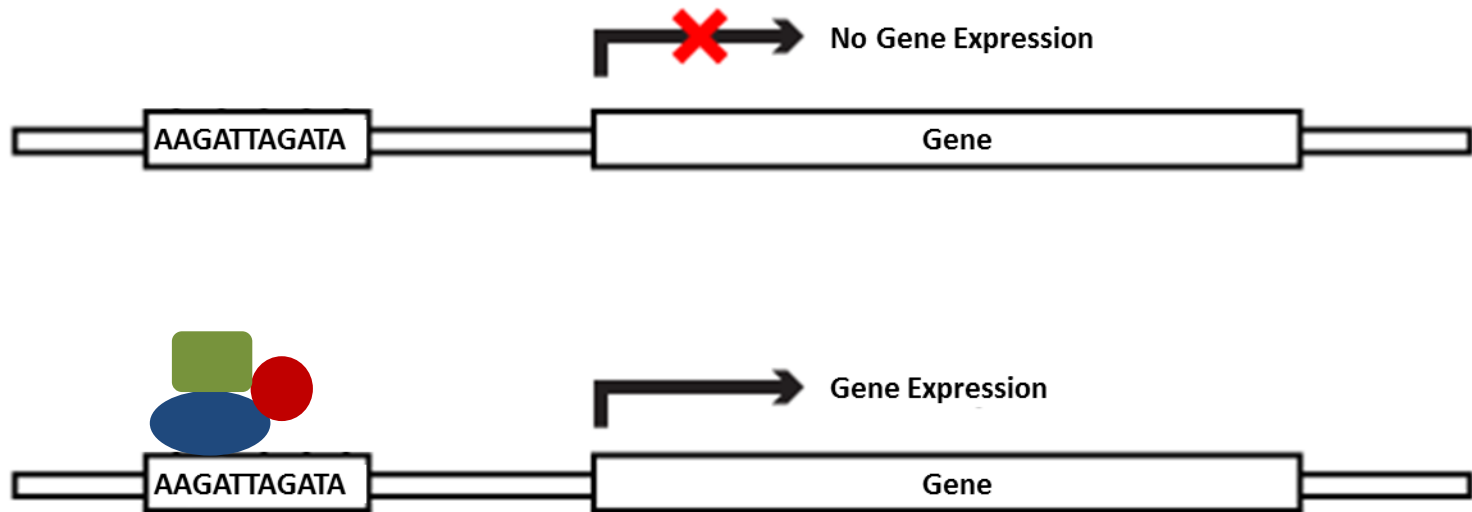 No Gene Expression
AAGATTAGATA
Gene
Gene Expression
AAGATTAGATA
Gene